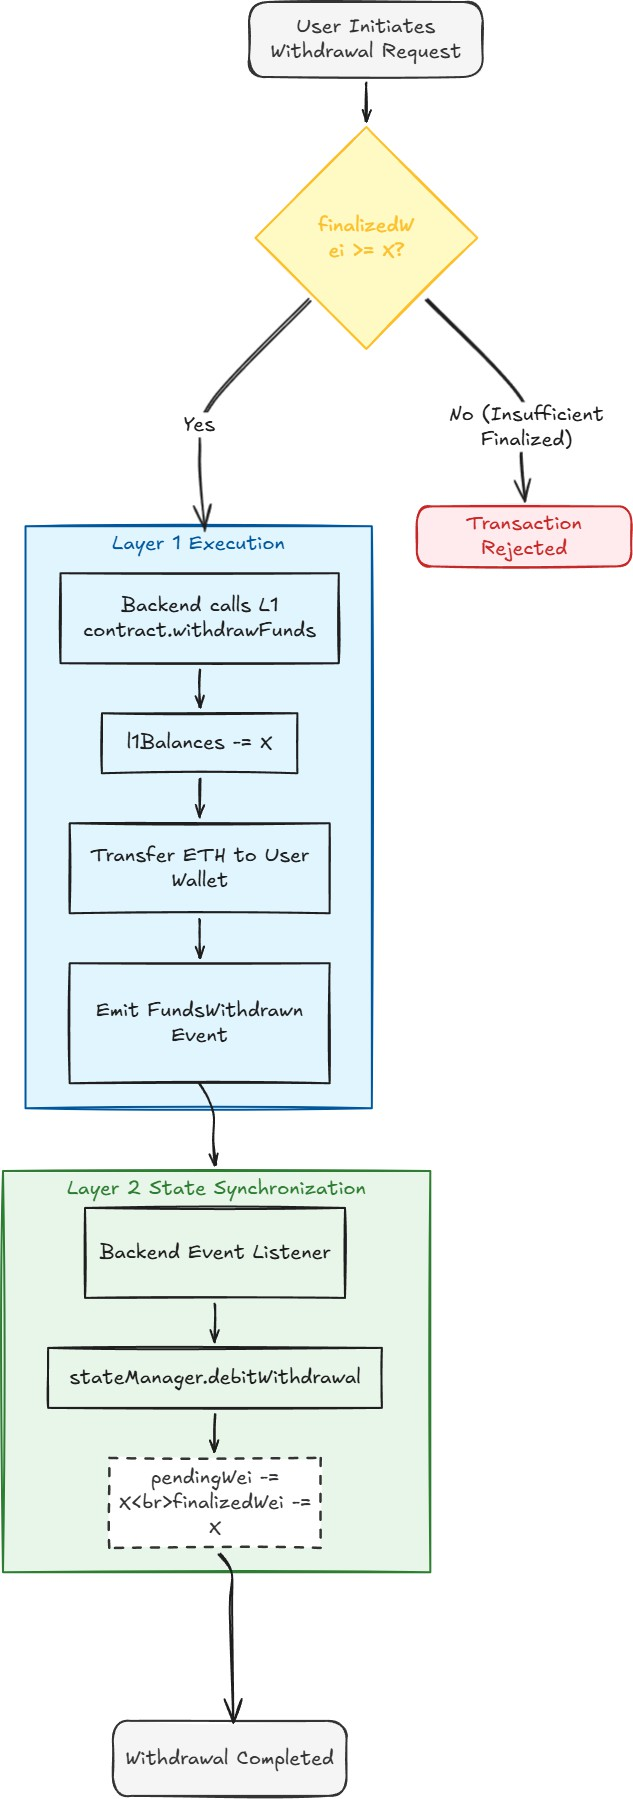 User Initiates
Withdrawal Request
finalizedW
ei >= X?
Yes
No (Insufficient
Finalized)
Transaction
Rejected
Layer 1 Execution
Backend calls L1
contract.withdrawFunds
l1Balances -= X
Transfer ETH to User
Wallet
Emit FundsWithdrawn
Event
Layer 2 State Synchronization
Backend Event Listener
stateManager.debitWithdrawal
pendingWei -=
X<br>finalizedWei -=
X
Withdrawal Completed